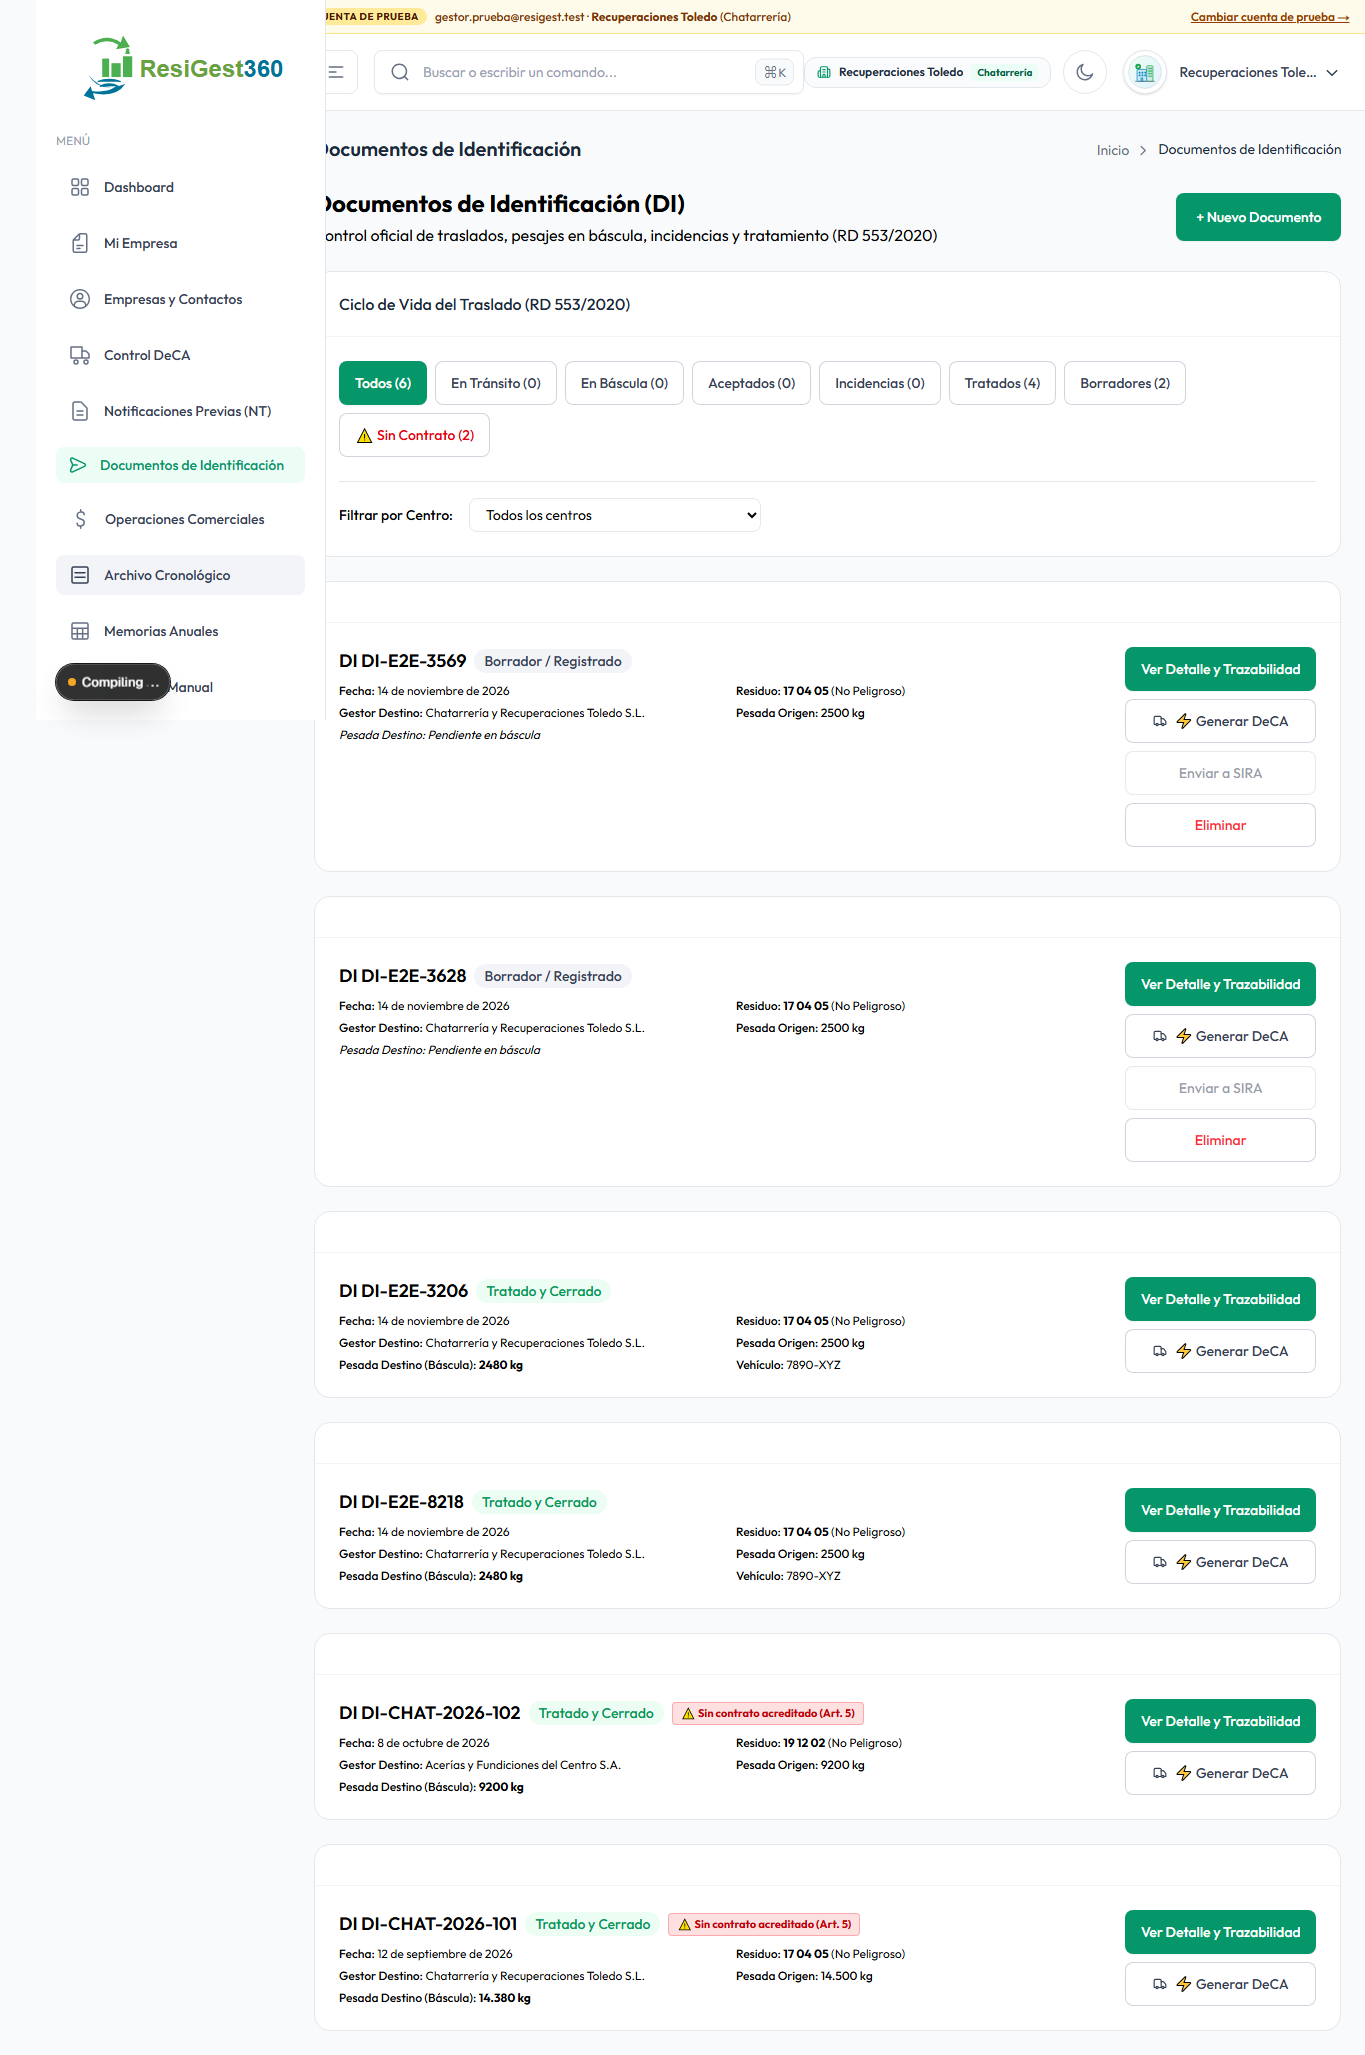 UENTA DE PRUEBA gestor.prueba@resigest.test · Recuperaciones Toledo (Chatarrería) Cambiar cuenta de prueba →
ResiGest360
Buscar o escribir un comando... ⌘K
Recuperaciones Toledo Chatarrería
Recuperaciones Tole...
MENÚ
Dashboard
Mi Empresa
Empresas y Contactos
Control DeCA
Notificaciones Previas (NT)
Documentos de Identificación
Operaciones Comerciales
Archivo Cronológico
Memorias Anuales
Compiling ...
Manual
Documentos de Identificación
Inicio > Documentos de Identificación
Documentos de Identificación (DI)
ontrol oficial de traslados, pesajes en báscula, incidencias y tratamiento (RD 553/2020)
+ Nuevo Documento
Ciclo de Vida del Traslado (RD 553/2020)
Todos (6) En Tránsito (0) En Báscula (0) Aceptados (0) Incidencias (0) Tratados (4) Borradores (2)
⚠ Sin Contrato (2)
Filtrar por Centro: Todos los centros
DI DI-E2E-3569 Borrador / Registrado
Fecha: 14 de noviembre de 2026
Residuo: 17 04 05 (No Peligroso)
Gestor Destino: Chatarrería y Recuperaciones Toledo S.L.
Pesada Origen: 2500 kg
Pesada Destino: Pendiente en báscula
Ver Detalle y Trazabilidad
⚡ Generar DeCA
Enviar a SIRA
Eliminar
DI DI-E2E-3628 Borrador / Registrado
Fecha: 14 de noviembre de 2026
Residuo: 17 04 05 (No Peligroso)
Gestor Destino: Chatarrería y Recuperaciones Toledo S.L.
Pesada Origen: 2500 kg
Pesada Destino: Pendiente en báscula
Ver Detalle y Trazabilidad
⚡ Generar DeCA
Enviar a SIRA
Eliminar
DI DI-E2E-3206 Tratado y Cerrado
Fecha: 14 de noviembre de 2026
Residuo: 17 04 05 (No Peligroso)
Gestor Destino: Chatarrería y Recuperaciones Toledo S.L.
Pesada Origen: 2500 kg
Pesada Destino (Báscula): 2480 kg
Vehículo: 7890-XYZ
Ver Detalle y Trazabilidad
⚡ Generar DeCA
DI DI-E2E-8218 Tratado y Cerrado
Fecha: 14 de noviembre de 2026
Residuo: 17 04 05 (No Peligroso)
Gestor Destino: Chatarrería y Recuperaciones Toledo S.L.
Pesada Origen: 2500 kg
Pesada Destino (Báscula): 2480 kg
Vehículo: 7890-XYZ
Ver Detalle y Trazabilidad
⚡ Generar DeCA
DI DI-CHAT-2026-102 Tratado y Cerrado ⚠ Sin contrato acreditado (Art. 5)
Fecha: 8 de octubre de 2026
Residuo: 19 12 02 (No Peligroso)
Gestor Destino: Acerías y Fundiciones del Centro S.A.
Pesada Origen: 9200 kg
Pesada Destino (Báscula): 9200 kg
Ver Detalle y Trazabilidad
⚡ Generar DeCA
DI DI-CHAT-2026-101 Tratado y Cerrado ⚠ Sin contrato acreditado (Art. 5)
Fecha: 12 de septiembre de 2026
Residuo: 17 04 05 (No Peligroso)
Gestor Destino: Chatarrería y Recuperaciones Toledo S.L.
Pesada Origen: 14.500 kg
Pesada Destino (Báscula): 14.380 kg
Ver Detalle y Trazabilidad
⚡ Generar DeCA